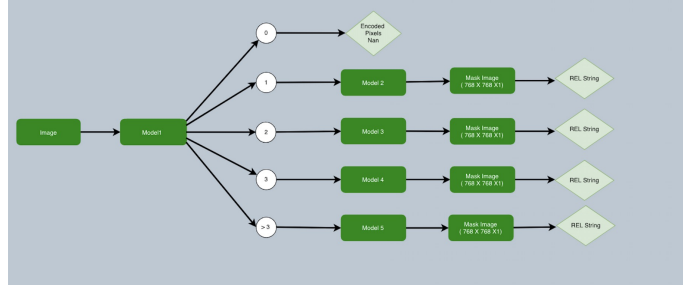 0
Encoded
Pixels
Nan
1
Model 2
Mask Image
( 768 X 768 X1)
REL String
Image
Model1
2
Model 3
Mask Image
( 768 X 768 X1)
REL String
3
Model 4
Mask Image
( 768 X 768 X1)
REL String
>3
Model 5
Mask Image
( 768 X 768 X1)
REL String